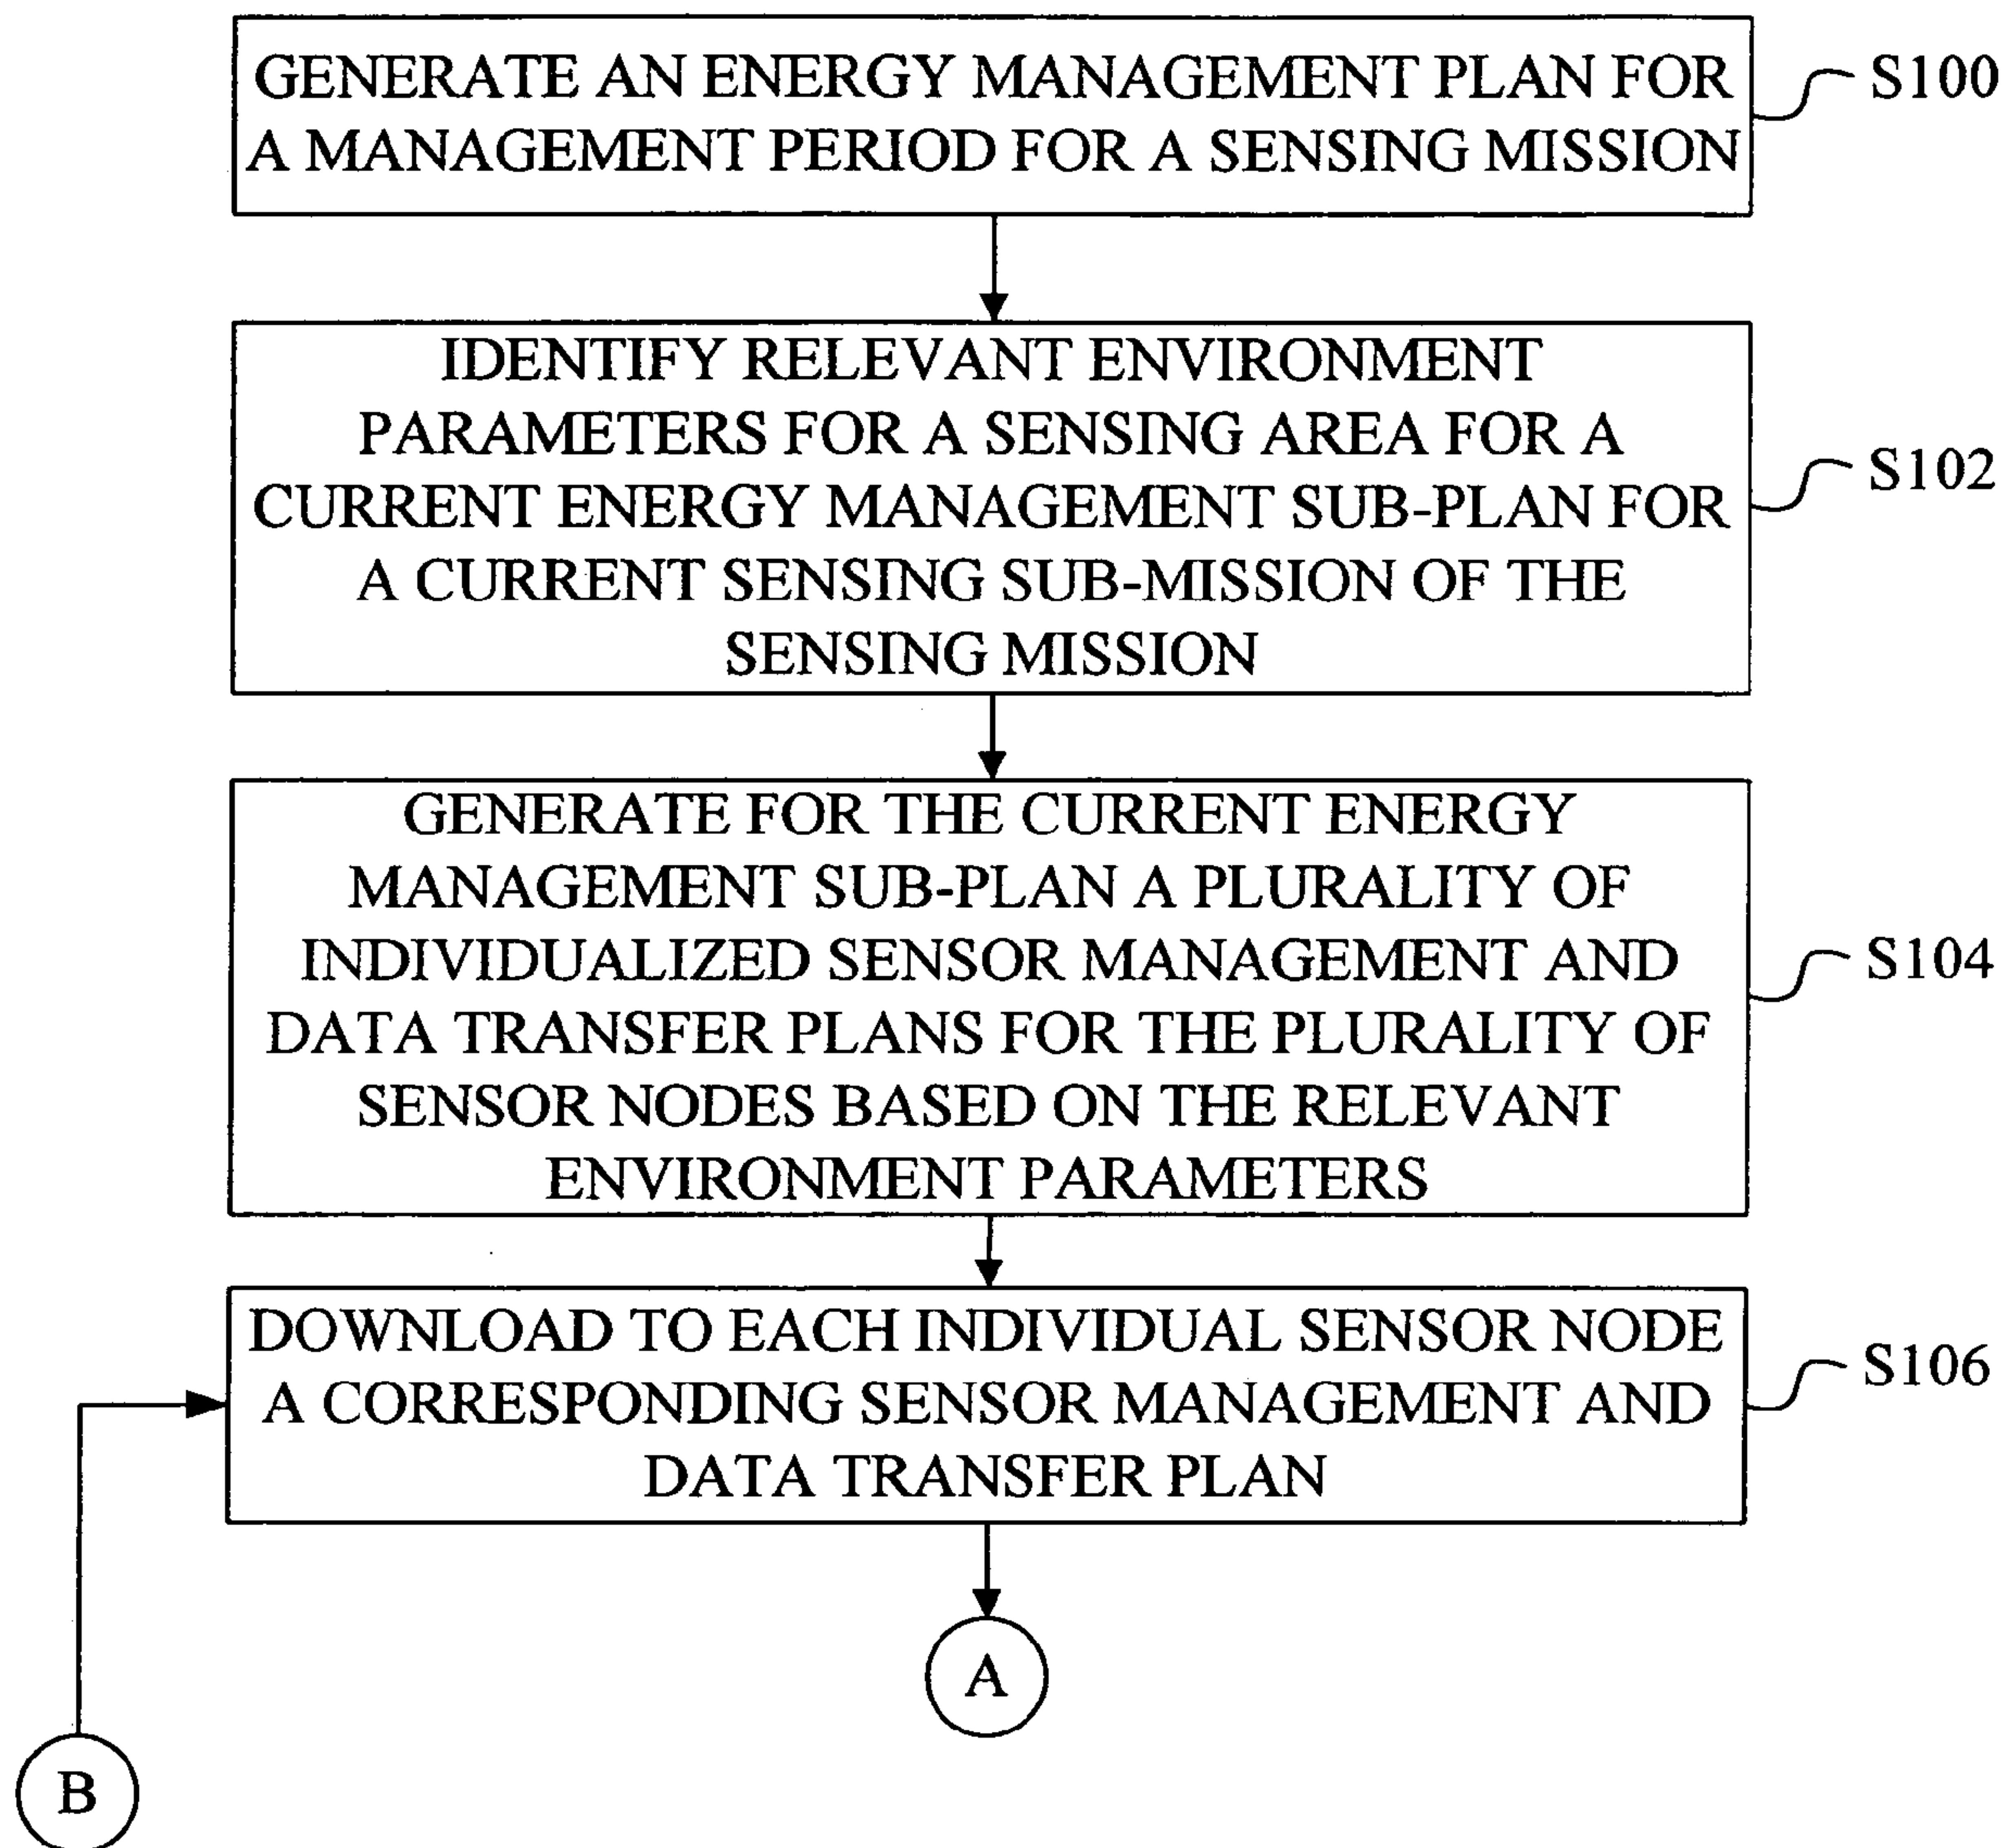 GENERATE AN ENERGY MANAGEMENT PLAN FOR
A MANAGEMENT PERIOD FOR A SENSING MISSION
S100
IDENTIFY RELEVANT ENVIRONMENT
PARAMETERS FOR A SENSING AREA FOR A
CURRENT ENERGY MANAGEMENT SUB-PLAN FOR
A CURRENT SENSING SUB-MISSION OF THE
SENSING MISSION
S102
GENERATE FOR THE CURRENT ENERGY
MANAGEMENT SUB-PLAN A PLURALITY OF
INDIVIDUALIZED SENSOR MANAGEMENT AND
DATA TRANSFER PLANS FOR THE PLURALITY OF
SENSOR NODES BASED ON THE RELEVANT
ENVIRONMENT PARAMETERS
S104
DOWNLOAD TO EACH INDIVIDUAL SENSOR NODE
A CORRESPONDING SENSOR MANAGEMENT AND
DATA TRANSFER PLAN
S106
A
B